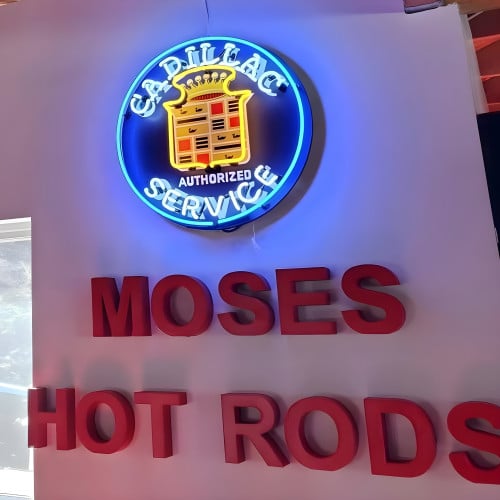 CADILLAC
AUTHORIZED
SERVICE
MOSES
HOT RODS